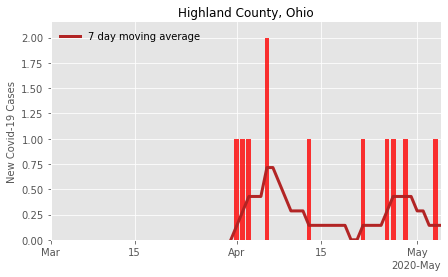 Highland County, Ohio
7 day moving average
New Covid-19 Cases
2.00
1.75
1.50
1.25
1.00
0.75
0.50
0.25
0.00
Mar 15 Apr 15 May
2020-May